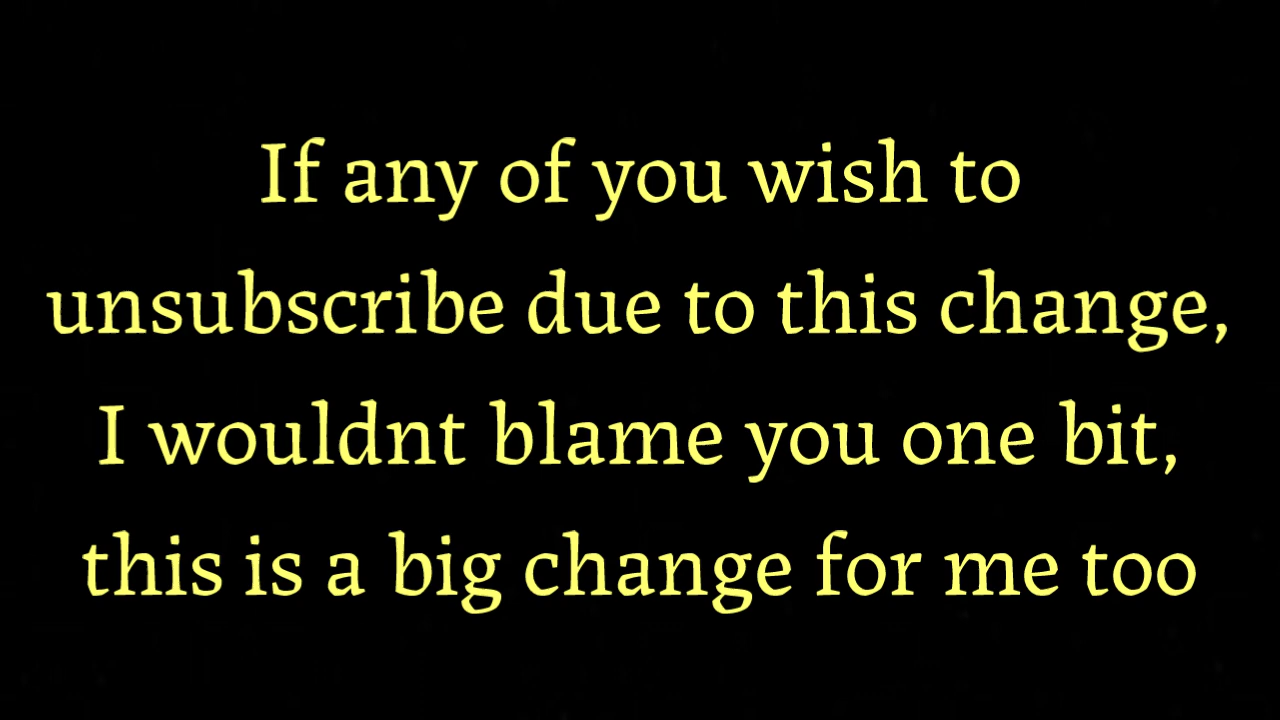 If any of you wish to
unsubscribe due to this change,
I wouldnt blame you one bit,
this is a big change for me too